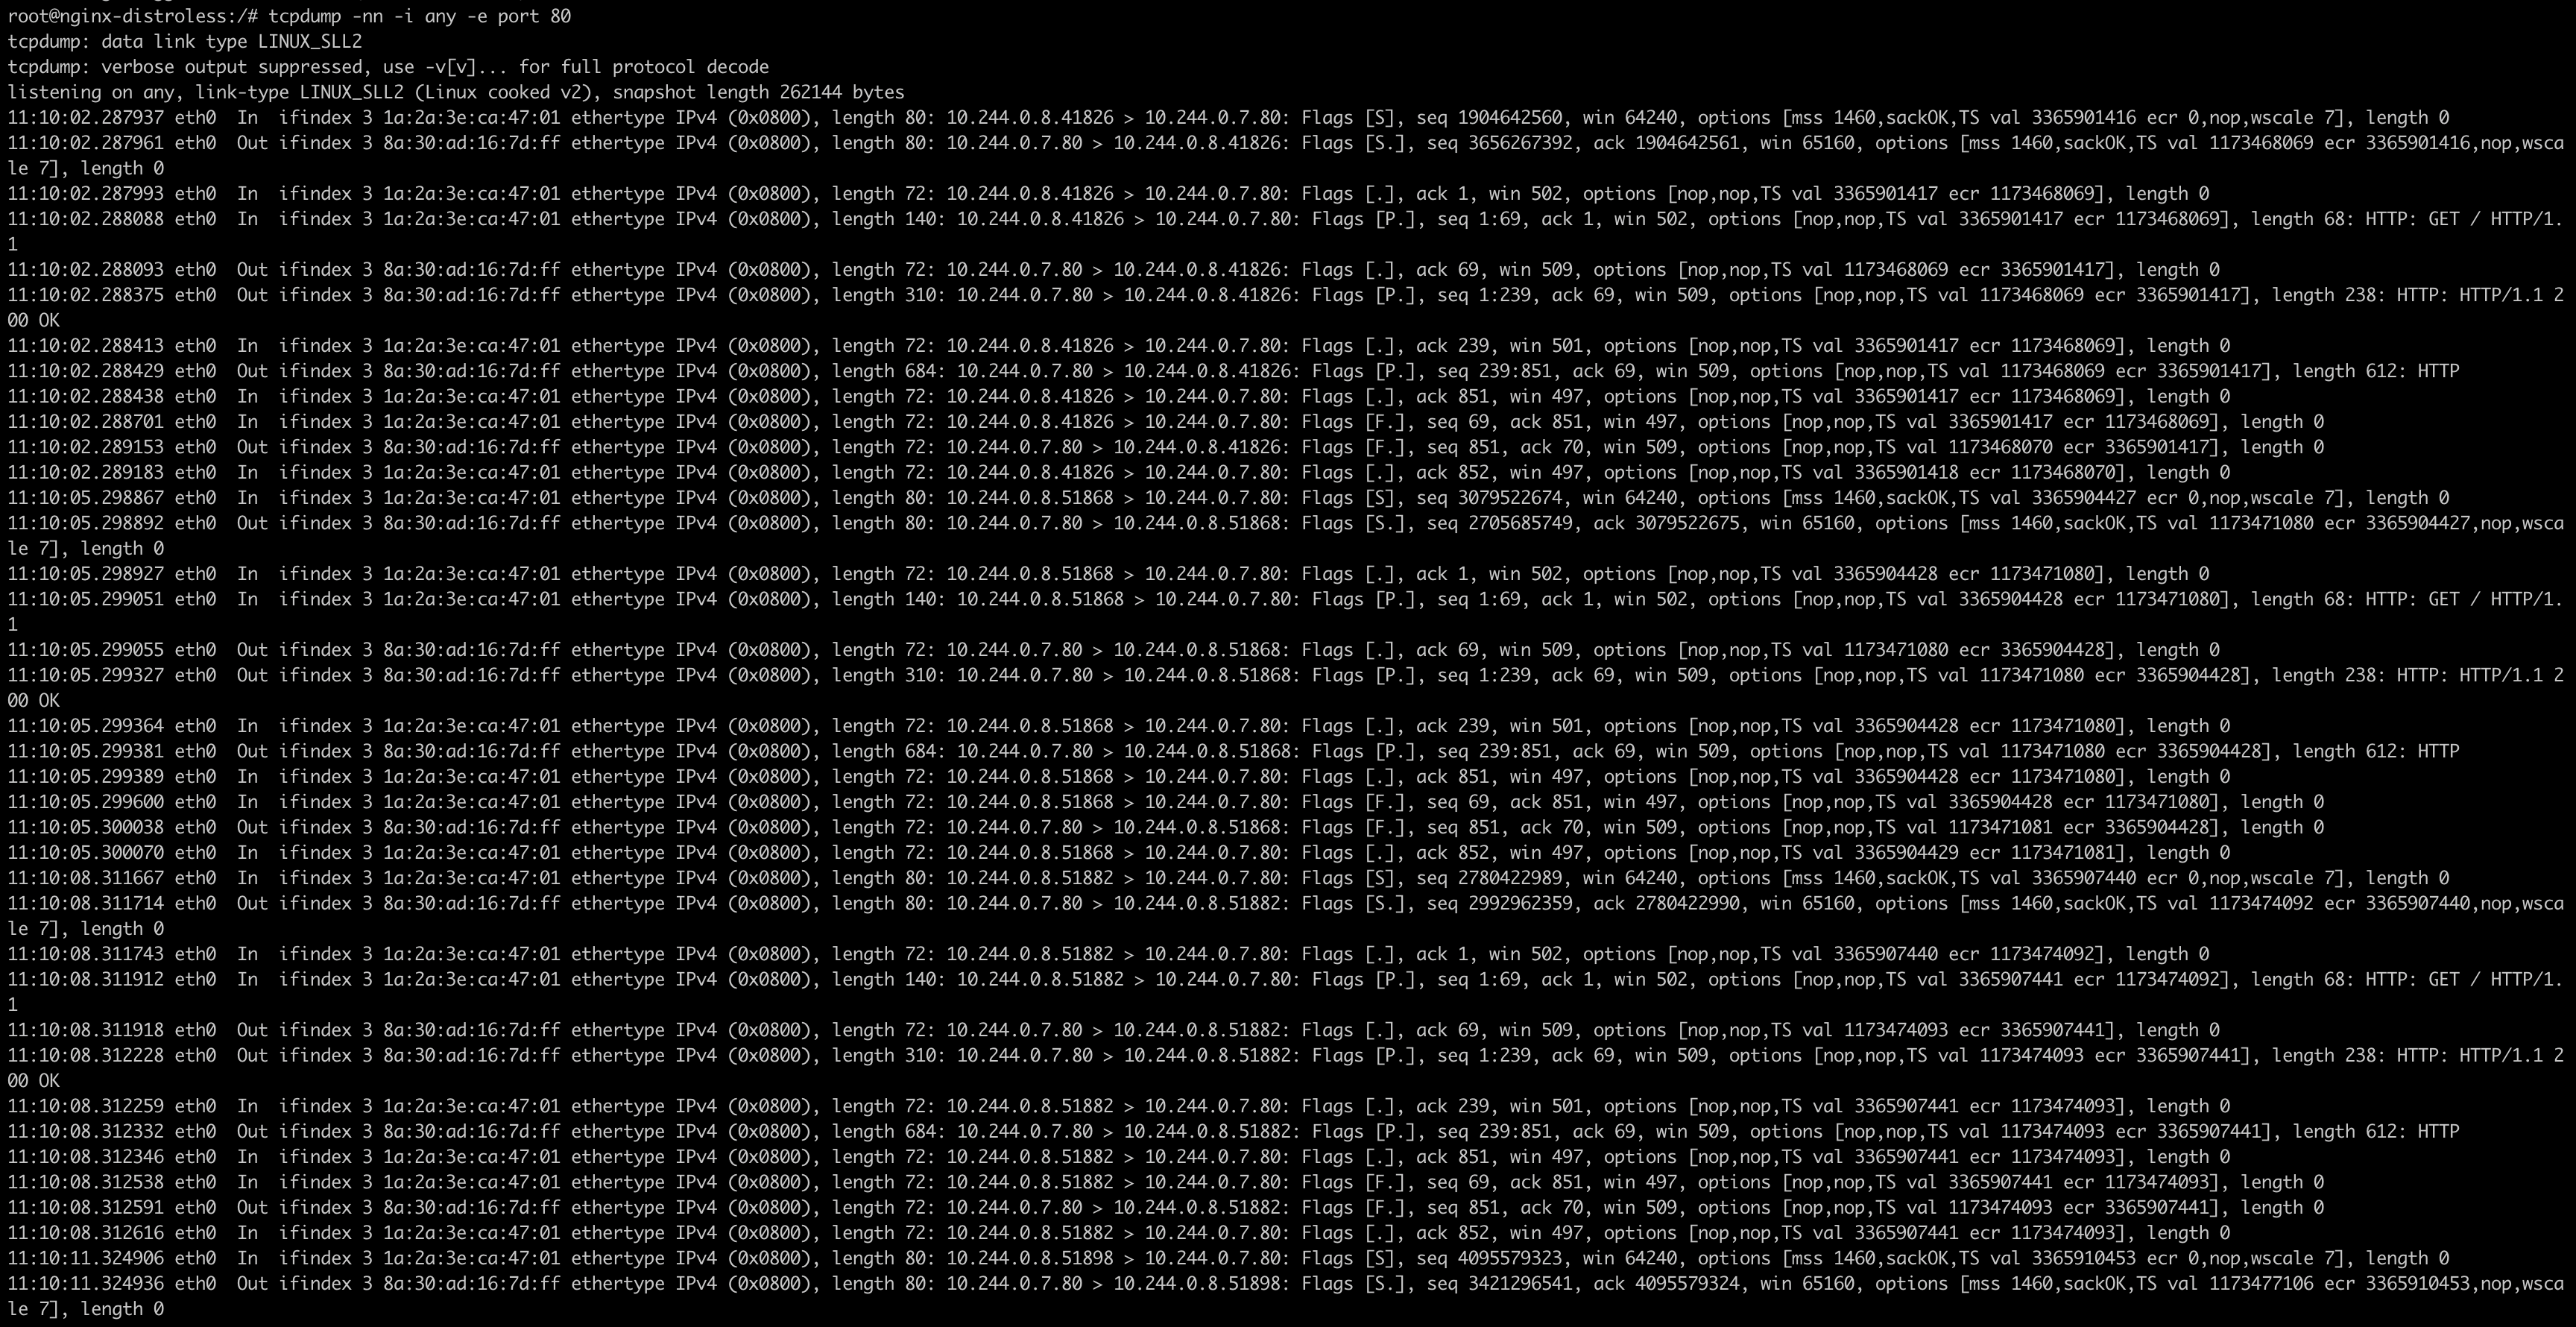 root@nginx-distroless:/# tcpdump -nn -i any -e port 80
tcpdump: data link type LINUX_SLL2
tcpdump: verbose output suppressed, use -v[v]... for full protocol decode
listening on any, link-type LINUX_SLL2 (Linux cooked v2), snapshot length 262144 bytes
11:10:02.287937 eth0  In  ifindex 3 1a:2a:3e:ca:47:01 ethertype IPv4 (0x0800), length 80: 10.244.0.8.41826 > 10.244.0.7.80: Flags [S], seq 1904642560, win 64240, options [mss 1460,sackOK,TS val 3365901416 ecr 0,nop,wscale 7], length 0
11:10:02.287961 eth0  Out ifindex 3 8a:30:ad:16:7d:ff ethertype IPv4 (0x0800), length 80: 10.244.0.7.80 > 10.244.0.8.41826: Flags [S.], seq 3656267392, ack 1904642561, win 65160, options [mss 1460,sackOK,TS val 1173468069 ecr 3365901416,nop,wsca
le 7], length 0
11:10:02.287993 eth0  In  ifindex 3 1a:2a:3e:ca:47:01 ethertype IPv4 (0x0800), length 72: 10.244.0.8.41826 > 10.244.0.7.80: Flags [.], ack 1, win 502, options [nop,nop,TS val 3365901417 ecr 1173468069], length 0
11:10:02.288088 eth0  In  ifindex 3 1a:2a:3e:ca:47:01 ethertype IPv4 (0x0800), length 140: 10.244.0.8.41826 > 10.244.0.7.80: Flags [P.], seq 1:69, ack 1, win 502, options [nop,nop,TS val 3365901417 ecr 1173468069], length 68: HTTP: GET / HTTP/1.
1
11:10:02.288093 eth0  Out ifindex 3 8a:30:ad:16:7d:ff ethertype IPv4 (0x0800), length 72: 10.244.0.7.80 > 10.244.0.8.41826: Flags [.], ack 69, win 509, options [nop,nop,TS val 1173468069 ecr 3365901417], length 0
11:10:02.288375 eth0  Out ifindex 3 8a:30:ad:16:7d:ff ethertype IPv4 (0x0800), length 310: 10.244.0.7.80 > 10.244.0.8.41826: Flags [P.], seq 1:239, ack 69, win 509, options [nop,nop,TS val 1173468069 ecr 3365901417], length 238: HTTP: HTTP/1.1 2
00 OK
11:10:02.288413 eth0  In  ifindex 3 1a:2a:3e:ca:47:01 ethertype IPv4 (0x0800), length 72: 10.244.0.8.41826 > 10.244.0.7.80: Flags [.], ack 239, win 501, options [nop,nop,TS val 3365901417 ecr 1173468069], length 0
11:10:02.288429 eth0  Out ifindex 3 8a:30:ad:16:7d:ff ethertype IPv4 (0x0800), length 684: 10.244.0.7.80 > 10.244.0.8.41826: Flags [P.], seq 239:851, ack 69, win 509, options [nop,nop,TS val 1173468069 ecr 3365901417], length 612: HTTP
11:10:02.288438 eth0  In  ifindex 3 1a:2a:3e:ca:47:01 ethertype IPv4 (0x0800), length 72: 10.244.0.8.41826 > 10.244.0.7.80: Flags [.], ack 851, win 497, options [nop,nop,TS val 3365901417 ecr 1173468069], length 0
11:10:02.288701 eth0  In  ifindex 3 1a:2a:3e:ca:47:01 ethertype IPv4 (0x0800), length 72: 10.244.0.8.41826 > 10.244.0.7.80: Flags [F.], seq 69, ack 851, win 497, options [nop,nop,TS val 3365901417 ecr 1173468069], length 0
11:10:02.289153 eth0  Out ifindex 3 8a:30:ad:16:7d:ff ethertype IPv4 (0x0800), length 72: 10.244.0.7.80 > 10.244.0.8.41826: Flags [F.], seq 851, ack 70, win 509, options [nop,nop,TS val 1173468070 ecr 3365901417], length 0
11:10:02.289183 eth0  In  ifindex 3 1a:2a:3e:ca:47:01 ethertype IPv4 (0x0800), length 72: 10.244.0.8.41826 > 10.244.0.7.80: Flags [.], ack 852, win 497, options [nop,nop,TS val 3365901418 ecr 1173468070], length 0
11:10:05.298867 eth0  In  ifindex 3 1a:2a:3e:ca:47:01 ethertype IPv4 (0x0800), length 80: 10.244.0.8.51868 > 10.244.0.7.80: Flags [S], seq 3079522674, win 64240, options [mss 1460,sackOK,TS val 3365904427 ecr 0,nop,wscale 7], length 0
11:10:05.298892 eth0  Out ifindex 3 8a:30:ad:16:7d:ff ethertype IPv4 (0x0800), length 80: 10.244.0.7.80 > 10.244.0.8.51868: Flags [S.], seq 2705685749, ack 3079522675, win 65160, options [mss 1460,sackOK,TS val 1173471080 ecr 3365904427,nop,wsca
le 7], length 0
11:10:05.298927 eth0  In  ifindex 3 1a:2a:3e:ca:47:01 ethertype IPv4 (0x0800), length 72: 10.244.0.8.51868 > 10.244.0.7.80: Flags [.], ack 1, win 502, options [nop,nop,TS val 3365904428 ecr 1173471080], length 0
11:10:05.299051 eth0  In  ifindex 3 1a:2a:3e:ca:47:01 ethertype IPv4 (0x0800), length 140: 10.244.0.8.51868 > 10.244.0.7.80: Flags [P.], seq 1:69, ack 1, win 502, options [nop,nop,TS val 3365904428 ecr 1173471080], length 68: HTTP: GET / HTTP/1.
1
11:10:05.299055 eth0  Out ifindex 3 8a:30:ad:16:7d:ff ethertype IPv4 (0x0800), length 72: 10.244.0.7.80 > 10.244.0.8.51868: Flags [.], ack 69, win 509, options [nop,nop,TS val 1173471080 ecr 3365904428], length 0
11:10:05.299327 eth0  Out ifindex 3 8a:30:ad:16:7d:ff ethertype IPv4 (0x0800), length 310: 10.244.0.7.80 > 10.244.0.8.51868: Flags [P.], seq 1:239, ack 69, win 509, options [nop,nop,TS val 1173471080 ecr 3365904428], length 238: HTTP: HTTP/1.1 2
00 OK
11:10:05.299364 eth0  In  ifindex 3 1a:2a:3e:ca:47:01 ethertype IPv4 (0x0800), length 72: 10.244.0.8.51868 > 10.244.0.7.80: Flags [.], ack 239, win 501, options [nop,nop,TS val 3365904428 ecr 1173471080], length 0
11:10:05.299381 eth0  Out ifindex 3 8a:30:ad:16:7d:ff ethertype IPv4 (0x0800), length 684: 10.244.0.7.80 > 10.244.0.8.51868: Flags [P.], seq 239:851, ack 69, win 509, options [nop,nop,TS val 1173471080 ecr 3365904428], length 612: HTTP
11:10:05.299389 eth0  In  ifindex 3 1a:2a:3e:ca:47:01 ethertype IPv4 (0x0800), length 72: 10.244.0.8.51868 > 10.244.0.7.80: Flags [.], ack 851, win 497, options [nop,nop,TS val 3365904428 ecr 1173471080], length 0
11:10:05.299600 eth0  In  ifindex 3 1a:2a:3e:ca:47:01 ethertype IPv4 (0x0800), length 72: 10.244.0.8.51868 > 10.244.0.7.80: Flags [F.], seq 69, ack 851, win 497, options [nop,nop,TS val 3365904428 ecr 1173471080], length 0
11:10:05.300038 eth0  Out ifindex 3 8a:30:ad:16:7d:ff ethertype IPv4 (0x0800), length 72: 10.244.0.7.80 > 10.244.0.8.51868: Flags [F.], seq 851, ack 70, win 509, options [nop,nop,TS val 1173471081 ecr 3365904428], length 0
11:10:05.300070 eth0  In  ifindex 3 1a:2a:3e:ca:47:01 ethertype IPv4 (0x0800), length 72: 10.244.0.8.51868 > 10.244.0.7.80: Flags [.], ack 852, win 497, options [nop,nop,TS val 3365904429 ecr 1173471081], length 0
11:10:08.311667 eth0  In  ifindex 3 1a:2a:3e:ca:47:01 ethertype IPv4 (0x0800), length 80: 10.244.0.8.51882 > 10.244.0.7.80: Flags [S], seq 2780422989, win 64240, options [mss 1460,sackOK,TS val 3365907440 ecr 0,nop,wscale 7], length 0
11:10:08.311714 eth0  Out ifindex 3 8a:30:ad:16:7d:ff ethertype IPv4 (0x0800), length 80: 10.244.0.7.80 > 10.244.0.8.51882: Flags [S.], seq 2992962359, ack 2780422990, win 65160, options [mss 1460,sackOK,TS val 1173474092 ecr 3365907440,nop,wsca
le 7], length 0
11:10:08.311743 eth0  In  ifindex 3 1a:2a:3e:ca:47:01 ethertype IPv4 (0x0800), length 72: 10.244.0.8.51882 > 10.244.0.7.80: Flags [.], ack 1, win 502, options [nop,nop,TS val 3365907440 ecr 1173474092], length 0
11:10:08.311912 eth0  In  ifindex 3 1a:2a:3e:ca:47:01 ethertype IPv4 (0x0800), length 140: 10.244.0.8.51882 > 10.244.0.7.80: Flags [P.], seq 1:69, ack 1, win 502, options [nop,nop,TS val 3365907441 ecr 1173474092], length 68: HTTP: GET / HTTP/1.
1
11:10:08.311918 eth0  Out ifindex 3 8a:30:ad:16:7d:ff ethertype IPv4 (0x0800), length 72: 10.244.0.7.80 > 10.244.0.8.51882: Flags [.], ack 69, win 509, options [nop,nop,TS val 1173474093 ecr 3365907441], length 0
11:10:08.312228 eth0  Out ifindex 3 8a:30:ad:16:7d:ff ethertype IPv4 (0x0800), length 310: 10.244.0.7.80 > 10.244.0.8.51882: Flags [P.], seq 1:239, ack 69, win 509, options [nop,nop,TS val 1173474093 ecr 3365907441], length 238: HTTP: HTTP/1.1 2
00 OK
11:10:08.312259 eth0  In  ifindex 3 1a:2a:3e:ca:47:01 ethertype IPv4 (0x0800), length 72: 10.244.0.8.51882 > 10.244.0.7.80: Flags [.], ack 239, win 501, options [nop,nop,TS val 3365907441 ecr 1173474093], length 0
11:10:08.312332 eth0  Out ifindex 3 8a:30:ad:16:7d:ff ethertype IPv4 (0x0800), length 684: 10.244.0.7.80 > 10.244.0.8.51882: Flags [P.], seq 239:851, ack 69, win 509, options [nop,nop,TS val 1173474093 ecr 3365907441], length 612: HTTP
11:10:08.312346 eth0  In  ifindex 3 1a:2a:3e:ca:47:01 ethertype IPv4 (0x0800), length 72: 10.244.0.8.51882 > 10.244.0.7.80: Flags [.], ack 851, win 497, options [nop,nop,TS val 3365907441 ecr 1173474093], length 0
11:10:08.312538 eth0  In  ifindex 3 1a:2a:3e:ca:47:01 ethertype IPv4 (0x0800), length 72: 10.244.0.8.51882 > 10.244.0.7.80: Flags [F.], seq 69, ack 851, win 497, options [nop,nop,TS val 3365907441 ecr 1173474093], length 0
11:10:08.312591 eth0  Out ifindex 3 8a:30:ad:16:7d:ff ethertype IPv4 (0x0800), length 72: 10.244.0.7.80 > 10.244.0.8.51882: Flags [F.], seq 851, ack 70, win 509, options [nop,nop,TS val 1173474093 ecr 3365907441], length 0
11:10:08.312616 eth0  In  ifindex 3 1a:2a:3e:ca:47:01 ethertype IPv4 (0x0800), length 72: 10.244.0.8.51882 > 10.244.0.7.80: Flags [.], ack 852, win 497, options [nop,nop,TS val 3365907441 ecr 1173474093], length 0
11:10:11.324906 eth0  In  ifindex 3 1a:2a:3e:ca:47:01 ethertype IPv4 (0x0800), length 80: 10.244.0.8.51898 > 10.244.0.7.80: Flags [S], seq 4095579323, win 64240, options [mss 1460,sackOK,TS val 3365910453 ecr 0,nop,wscale 7], length 0
11:10:11.324936 eth0  Out ifindex 3 8a:30:ad:16:7d:ff ethertype IPv4 (0x0800), length 80: 10.244.0.7.80 > 10.244.0.8.51898: Flags [S.], seq 3421296541, ack 4095579324, win 65160, options [mss 1460,sackOK,TS val 1173477106 ecr 3365910453,nop,wsca
le 7], length 0